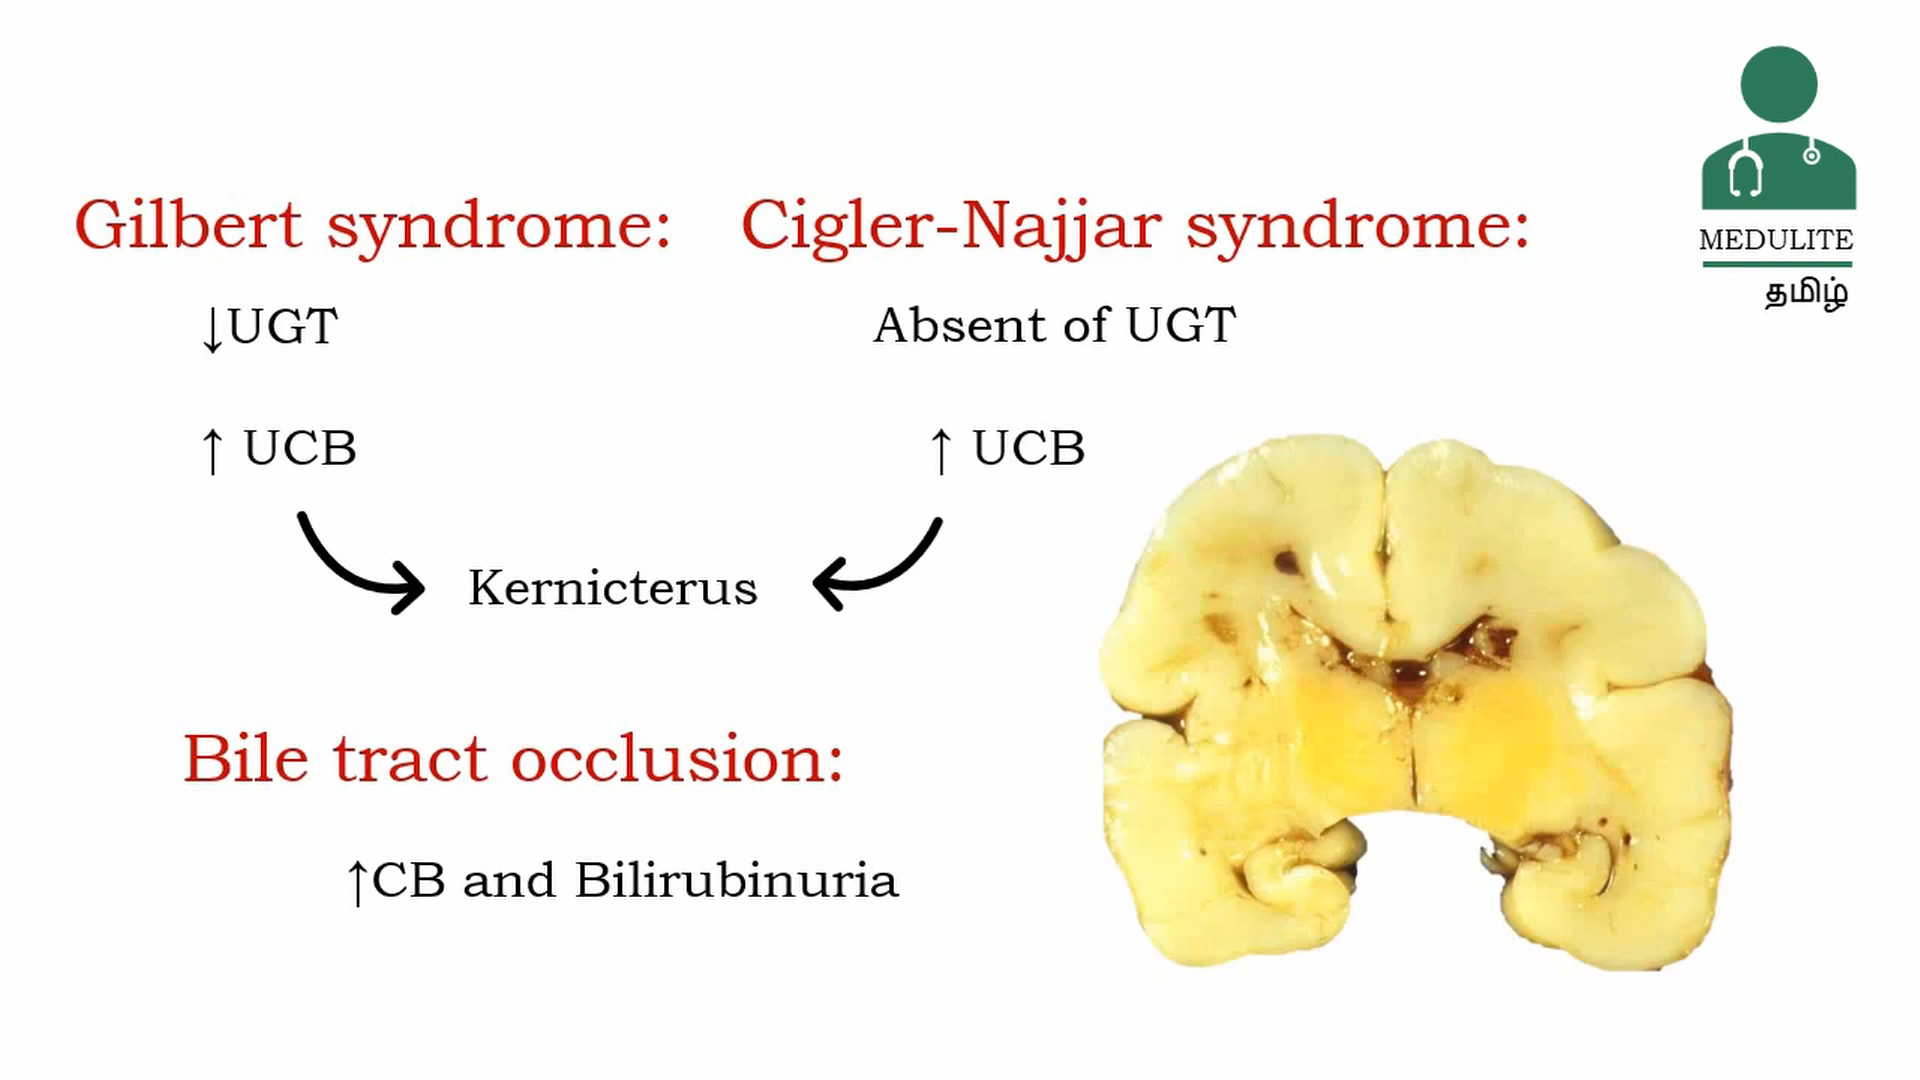 Gilbert syndrome:
Cigler-Najjar syndrome:
↓UGT
Absent of UGT
↑ UCB
↑ UCB
Kernicterus
Bile tract occlusion:
↑CB and Bilirubinuria
MEDULITE
தமிழ்